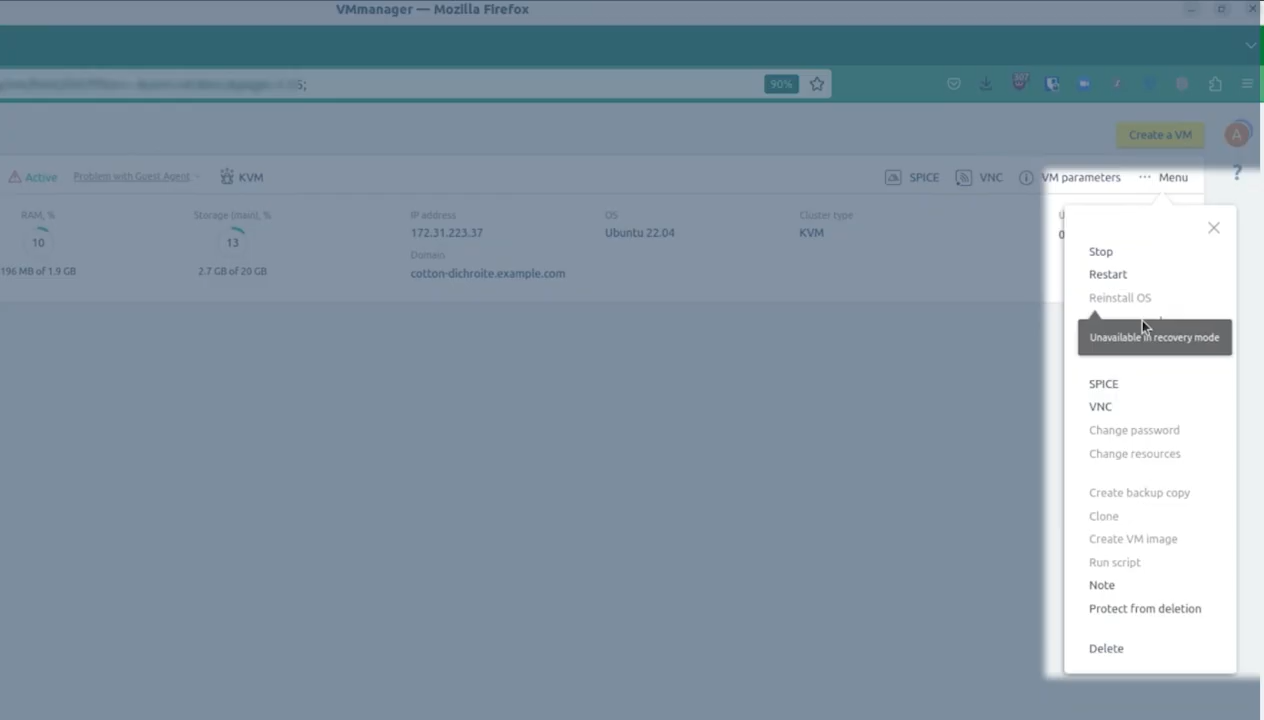 VMmanager — Mozilla Firefox
90%
Create a VM
A
Active Problem with Guest Agent KVM
SPICE VNC VM parameters ··· Menu
?
RAM, % Storage (main), % IP address OS Cluster type
10 13 172.31.223.37 Ubuntu 22.04 KVM
Domain
196 MB of 1.9 GB 2.7 GB of 20 GB cotton-dichroite.example.com
Stop
Restart
Reinstall OS
Unavailable in recovery mode
SPICE
VNC
Change password
Change resources
Create backup copy
Clone
Create VM image
Run script
Note
Protect from deletion
Delete